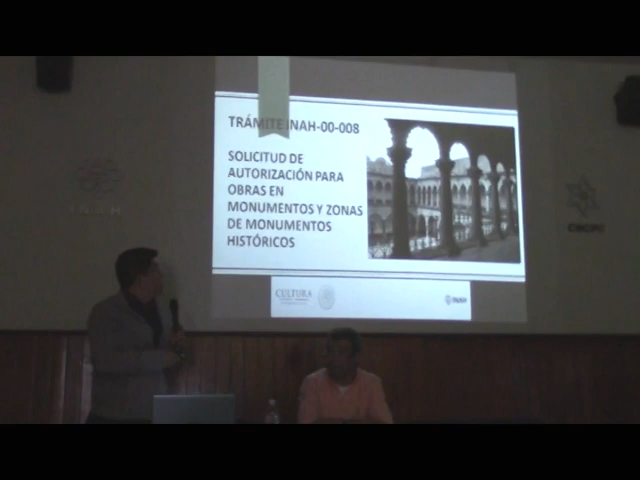 TRÁMITE INAH-00-008
SOLICITUD DE
AUTORIZACIÓN PARA
OBRAS EN
MONUMENTOS Y ZONAS
DE MONUMENTOS
HISTÓRICOS
CULTURA
INAH